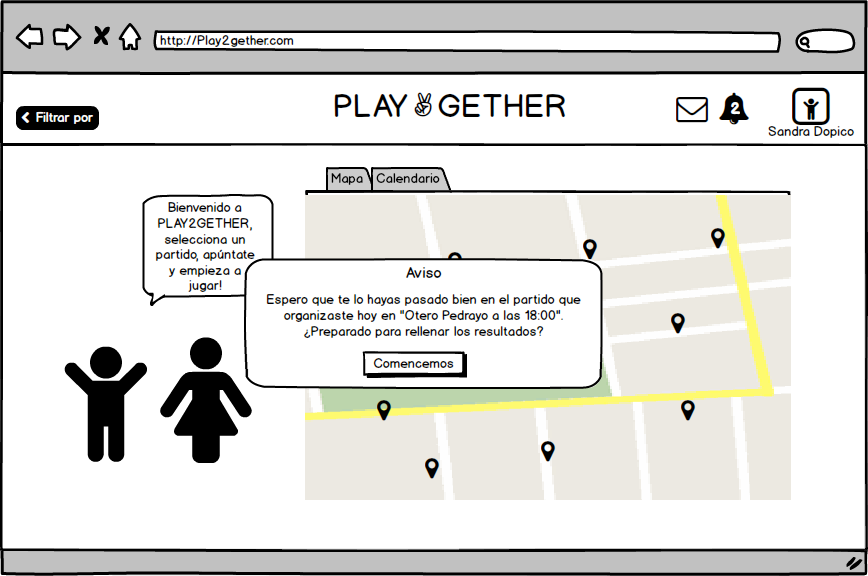 http://Play2gether.com
Filtrar por
PLAY✌GETHER
2
Sandra Dopico
Mapa
Calendario
Bienvenido a
PLAY2GETHER,
selecciona un
partido, apúntate
y empieza a
jugar!
Aviso
Espero que te lo hayas pasado bien en el partido que
organizaste hoy en "Otero Pedrayo a las 18:00".
¿Preparado para rellenar los resultados?
Comencemos